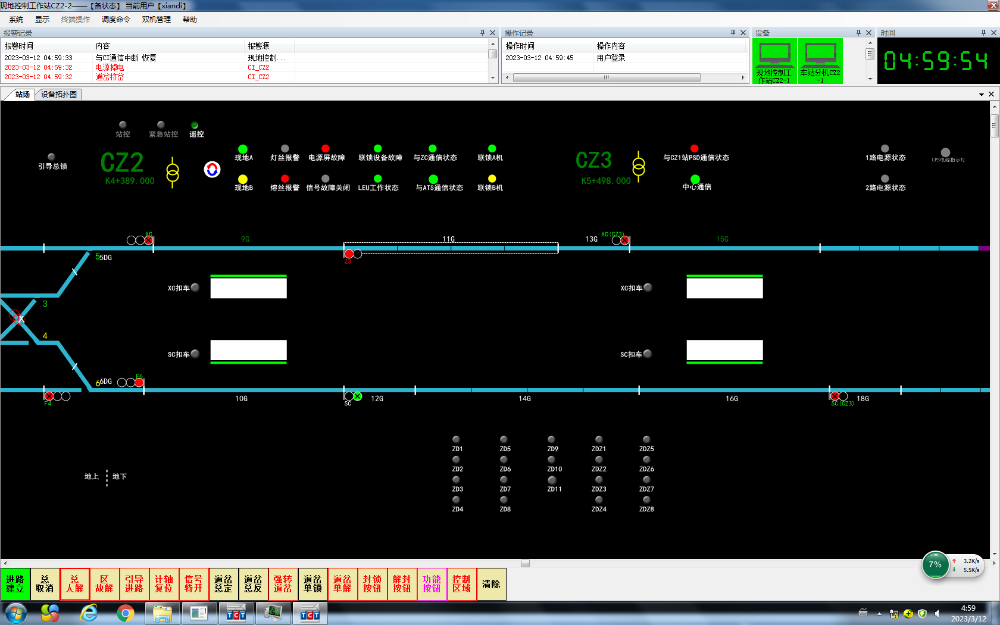 现地控制工作站CZ2-2——【备状态】 当前用户【xiandi】
系统 显示 终端操作 调度命令 双机管理 帮助
报警记录
报警时间 内容 报警源
2023-03-12 04:59:33 与CI通信中断 恢复 现地控制...
2023-03-12 04:59:32 电源掉电 CI_CZ2
2023-03-12 04:59:32 道岔挤岔 CI_CZ2
操作记录
操作时间 操作内容
2023-03-12 04:59:45 用户登录
设备
现地控制工作站CZ2-1
车站分机CZ2-1
时间
04:59:54
站场 设备拓扑图
站控 紧急站控 遥控
引导总锁
CZ2
K4+389.000
现地A 灯丝报警 电源屏故障 联锁设备故障 与ZC通信状态 联锁A机
现地B 熔丝报警 信号故障关闭 LEU工作状态 与ATS通信状态 联锁B机
CZ3
K5+498.000
与CZ1站PSD通信状态
中心通信
1路电源状态
2路电源状态
UPS电源指示灯
XC 9G 11G 13G XC(CZ3) 15G
Z3
5 5DG
XC扣车 XC扣车
3
4
SC扣车 SC扣车
6 6DG F6
F4 10G SC 12G 14G 16G SC(CZ3) 18G
ZD1 ZD5 ZD9 ZDZ1 ZDZ5
ZD2 ZD6 ZD10 ZDZ2 ZDZ6
ZD3 ZD7 ZD11 ZDZ3 ZDZ7
ZD4 ZD8 ZDZ4 ZDZ8
地上 地下
7% 3.2K/s
5.5K/s
进路建立 总取消 总人解 区故解 引导进路 计轴复位 信号特开 道岔总定 道岔总反 强转道岔 道岔单锁 道岔单解 封锁按钮 解封按钮 功能按钮 控制区域 清除
TCT TCT
4:59
2023/3/12